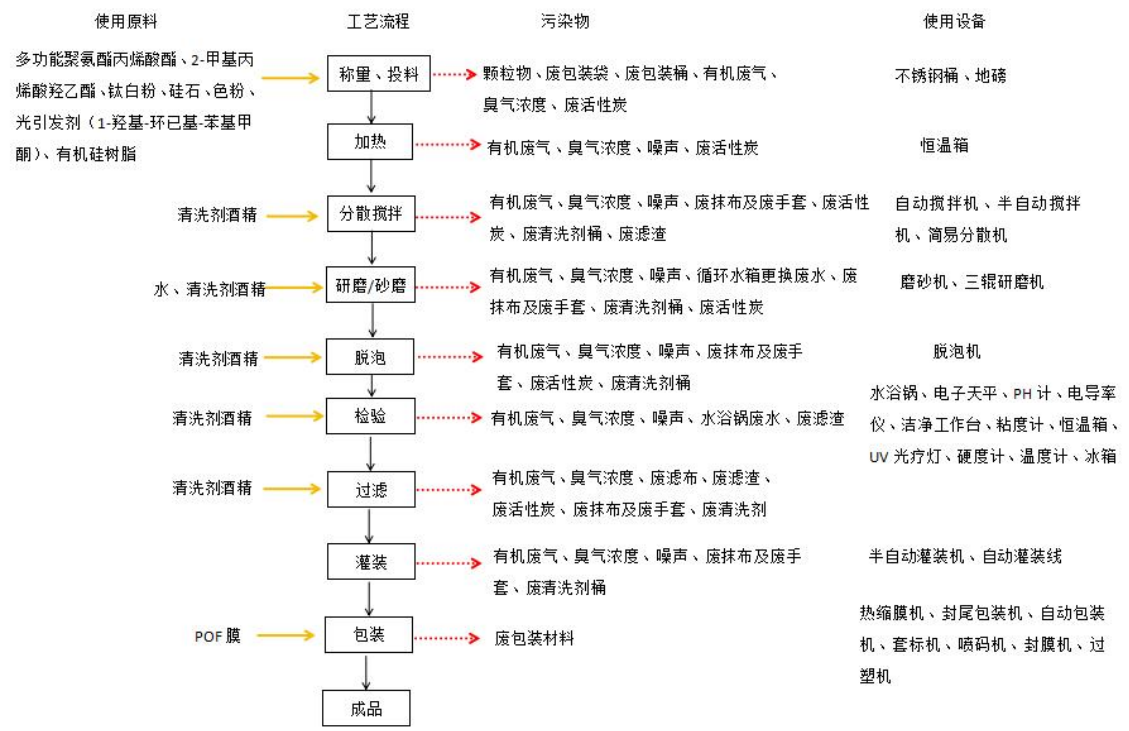 使用原料
工艺流程
污染物
使用设备
多功能聚氨酯丙烯酸酯、2-甲基丙
烯酸羟乙酯、钛白粉、硅石、色粉、
光引发剂（1-羟基-环已基-苯基甲
酮）、有机硅树脂
称量、投料
颗粒物、废包装袋、废包装桶、有机废气、
臭气浓度、废活性炭
不锈钢桶、地磅
加热
有机废气、臭气浓度、噪声、废活性炭
恒温箱
清洗剂酒精
分散搅拌
有机废气、臭气浓度、噪声、废抹布及废手套、废活性
炭、废清洗剂桶、废滤渣
自动搅拌机、半自动搅拌
机、简易分散机
水、清洗剂酒精
研磨/砂磨
有机废气、臭气浓度、噪声、循环水箱更换废水、废
抹布及废手套、废清洗剂桶、废活性炭
磨砂机、三辊研磨机
清洗剂酒精
脱泡
有机废气、臭气浓度、噪声、废抹布及废手
套、废活性炭、废清洗剂桶
脱泡机
清洗剂酒精
检验
有机废气、臭气浓度、噪声、水浴锅废水、废滤渣
水浴锅、电子天平、PH 计、电导率
仪、洁净工作台、粘度计、恒温箱、
UV 光疗灯、硬度计、温度计、冰箱
清洗剂酒精
过滤
有机废气、臭气浓度、废滤布、废滤渣、
废活性炭、废抹布及废手套、废清洗剂
灌装
有机废气、臭气浓度、噪声、废抹布及废手
套、废清洗剂桶
半自动灌装机、自动灌装线
POF 膜
包装
废包装材料
热缩膜机、封尾包装机、自动包装
机、套标机、喷码机、封膜机、过
塑机
成品